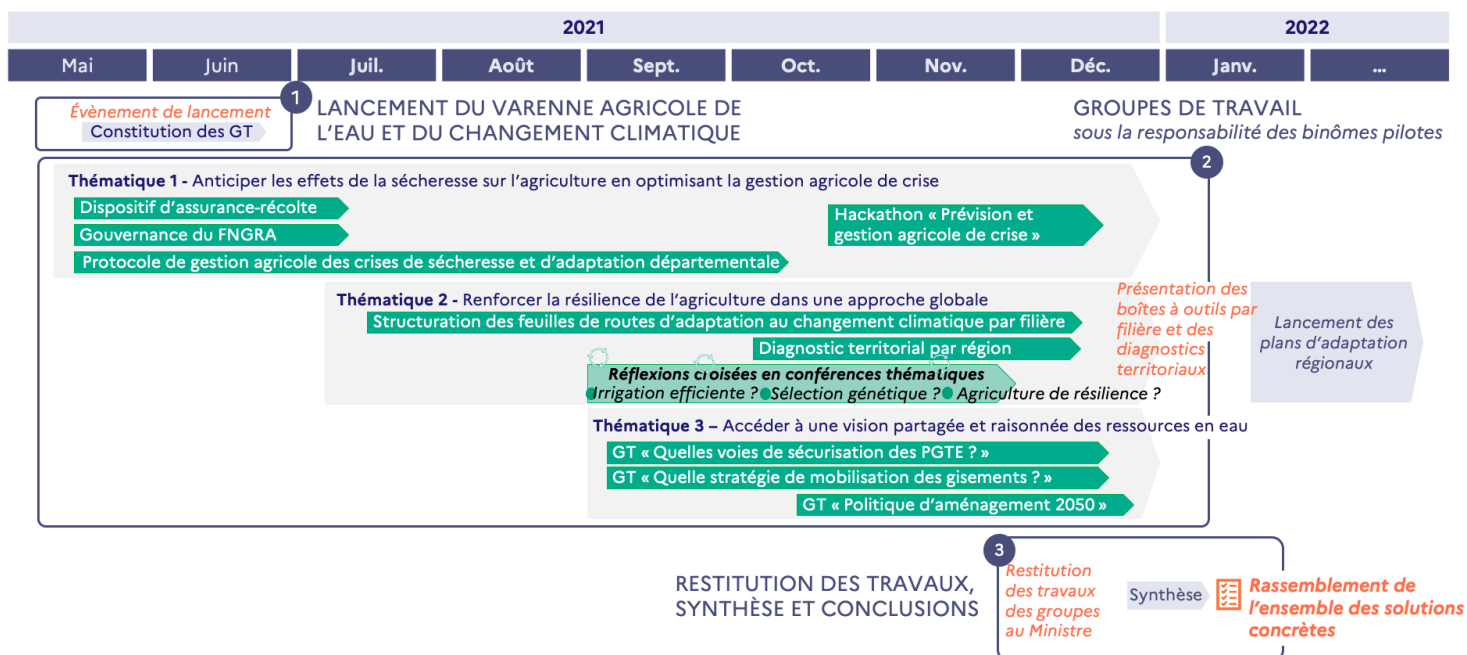 2021
2022
Mai
Juin
Juil.
Août
Sept.
Oct.
Nov.
Déc.
Janv.
...
Évènement de lancement
Constitution des GT
1
LANCEMENT DU VARENNE AGRICOLE DE
L'EAU ET DU CHANGEMENT CLIMATIQUE
GROUPES DE TRAVAIL
sous la responsabilité des binômes pilotes
2
Thématique 1 - Anticiper les effets de la sécheresse sur l'agriculture en optimisant la gestion agricole de crise
Dispositif d'assurance-récolte
Gouvernance du FNGRA
Protocole de gestion agricole des crises de sécheresse et d'adaptation départementale
Hackathon « Prévision et
gestion agricole de crise »
Thématique 2 - Renforcer la résilience de l'agriculture dans une approche globale
Structuration des feuilles de routes d'adaptation au changement climatique par filière
Diagnostic territorial par région
Réflexions croisées en conférences thématiques
Irrigation efficiente ? Sélection génétique ? Agriculture de résilience ?
Présentation des
boîtes à outils par
filière et des
diagnostics
territoriaux
Lancement des
plans d'adaptation
régionaux
Thématique 3 – Accéder à une vision partagée et raisonnée des ressources en eau
GT « Quelles voies de sécurisation des PGTE ? »
GT « Quelle stratégie de mobilisation des gisements ? »
GT « Politique d'aménagement 2050 »
3
RESTITUTION DES TRAVAUX,
SYNTHÈSE ET CONCLUSIONS
Restitution
des travaux
des groupes
au Ministre
Synthèse
Rassemblement de
l'ensemble des solutions
concrètes